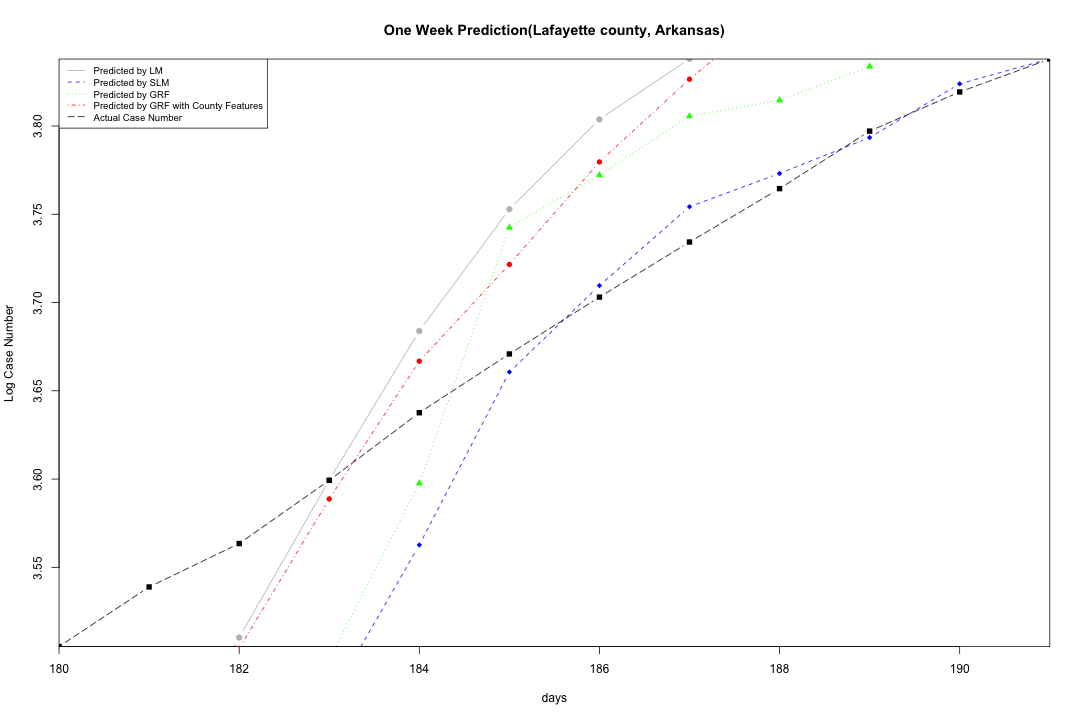 One Week Prediction(Lafayette county, Arkansas)
Predicted by LM
Predicted by SLM
Predicted by GRF
Predicted by GRF with County Features
Actual Case Number
Log Case Number
3.80
3.75
3.70
3.65
3.60
3.55
180 182 184 186 188 190
days